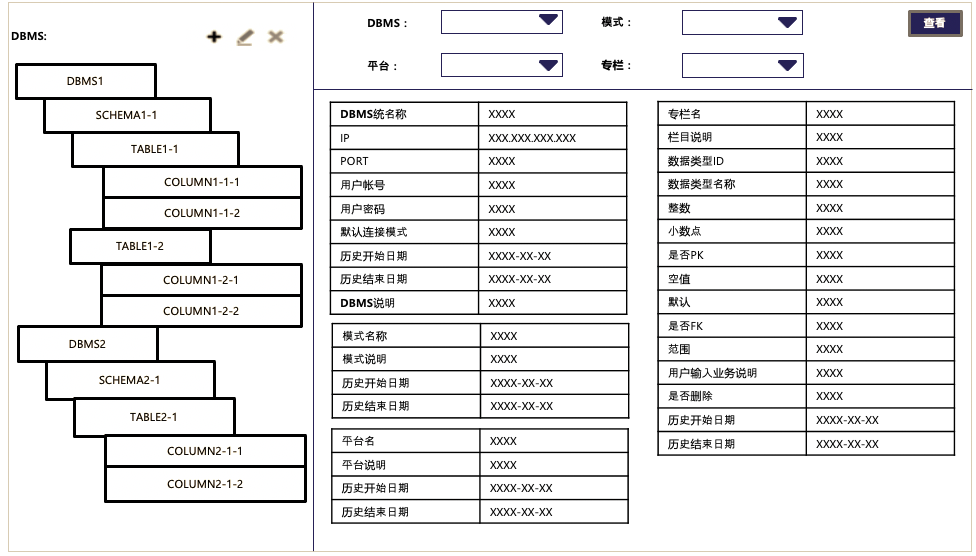 DBMS:
DBMS1
SCHEMA1-1
TABLE1-1
COLUMN1-1-1
COLUMN1-1-2
TABLE1-2
COLUMN1-2-1
COLUMN1-2-2
DBMS2
SCHEMA2-1
TABLE2-1
COLUMN2-1-1
COLUMN2-1-2
DBMS： 模式： 查看
平台： 专栏：
DBMS统名称 XXXX
IP XXX.XXX.XXX.XXX
PORT XXXX
用户帐号 XXXX
用户密码 XXXX
默认连接模式 XXXX
历史开始日期 XXXX-XX-XX
历史结束日期 XXXX-XX-XX
DBMS说明 XXXX
模式名称 XXXX
模式说明 XXXX
历史开始日期 XXXX-XX-XX
历史结束日期 XXXX-XX-XX
平台名 XXXX
平台说明 XXXX
历史开始日期 XXXX-XX-XX
历史结束日期 XXXX-XX-XX
专栏名 XXXX
栏目说明 XXXX
数据类型ID XXXX
数据类型名称 XXXX
整数 XXXX
小数点 XXXX
是否PK XXXX
空值 XXXX
默认 XXXX
是否FK XXXX
范围 XXXX
用户输入业务说明 XXXX
是否删除 XXXX
历史开始日期 XXXX-XX-XX
历史结束日期 XXXX-XX-XX